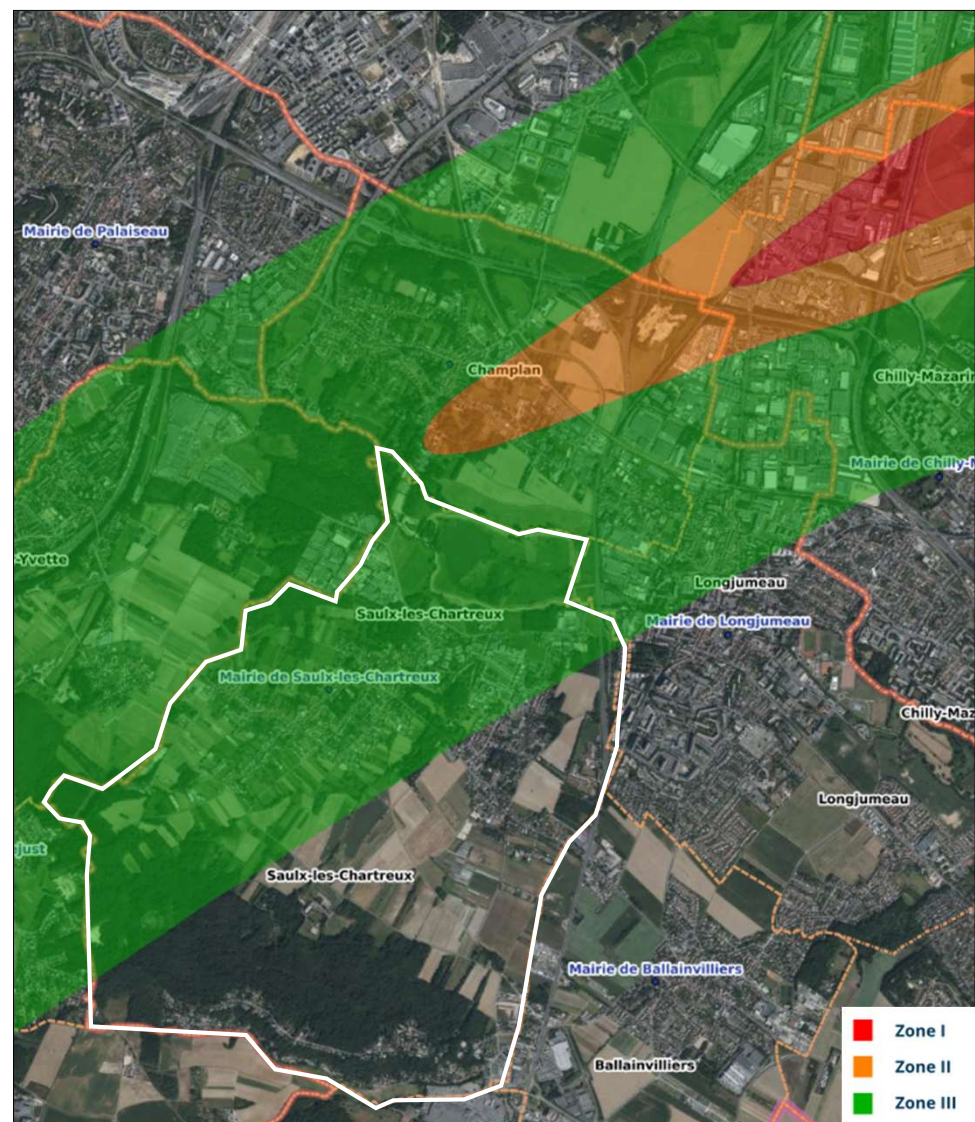 Mairie de Palaiseau
Champlan
Chilly-Mazarin
Mairie de Chilly-M
-Yvette
Longjumeau
Saulx-les-Chartreux
Mairie de Longjumeau
Mairie de Saulx-les-Chartreux
Chilly-Maz
Longjumeau
ejust
Saulx-les-Chartreux
Mairie de Ballainvilliers
Ballainvilliers
Zone I
Zone II
Zone III